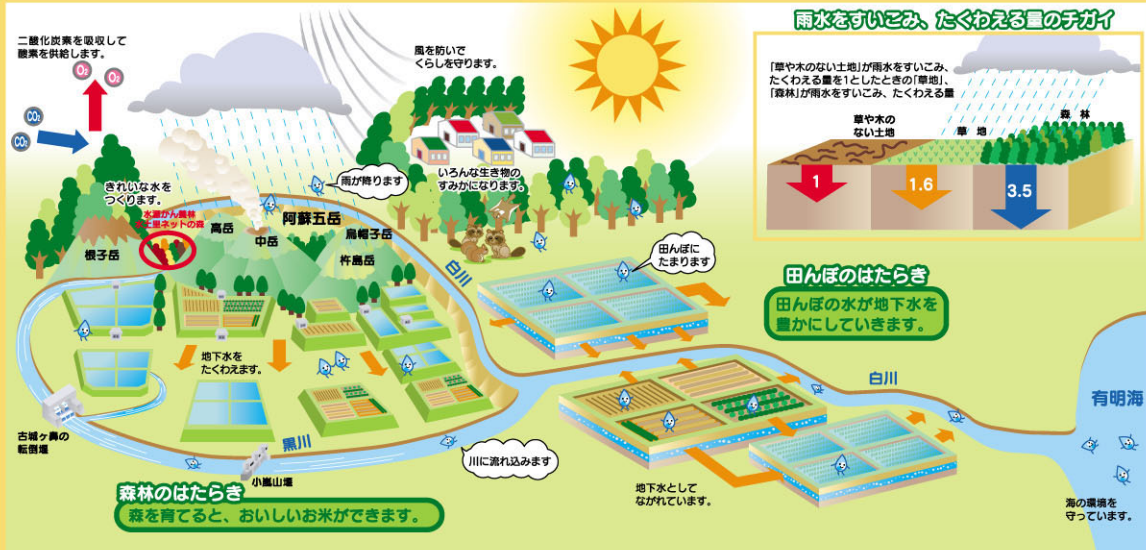 二酸化炭素を吸収して
酸素を供給します。
O₂
O₂
CO₂
CO₂
風を防いで
くらしを守ります。
雨水をすいこみ、たくわえる量のチガイ
「草や木のない土地」が雨水をすいこみ、
たくわえる量を1としたときの「草地」、
「森林」が雨水をすいこみ、たくわえる量
草や木の
ない土地
草地
森林
1
1.6
3.5
きれいな水を
つくります。
水源かん養林
土里ネットの森
雨が降ります
いろんな生き物の
すみかになります。
阿蘇五岳
根子岳
高岳
中岳
烏帽子岳
杵島岳
白川
田んぼに
たまります
田んぼのはたらき
田んぼの水が地下水を
豊かにしていきます。
地下水を
たくわえます。
白川
有明海
古城ヶ鼻の
転倒堰
黒川
小嵐山堰
川に流れ込みます
地下水として
ながれています。
海の環境を
守っています。
森林のはたらき
森を育てると、おいしいお米ができます。